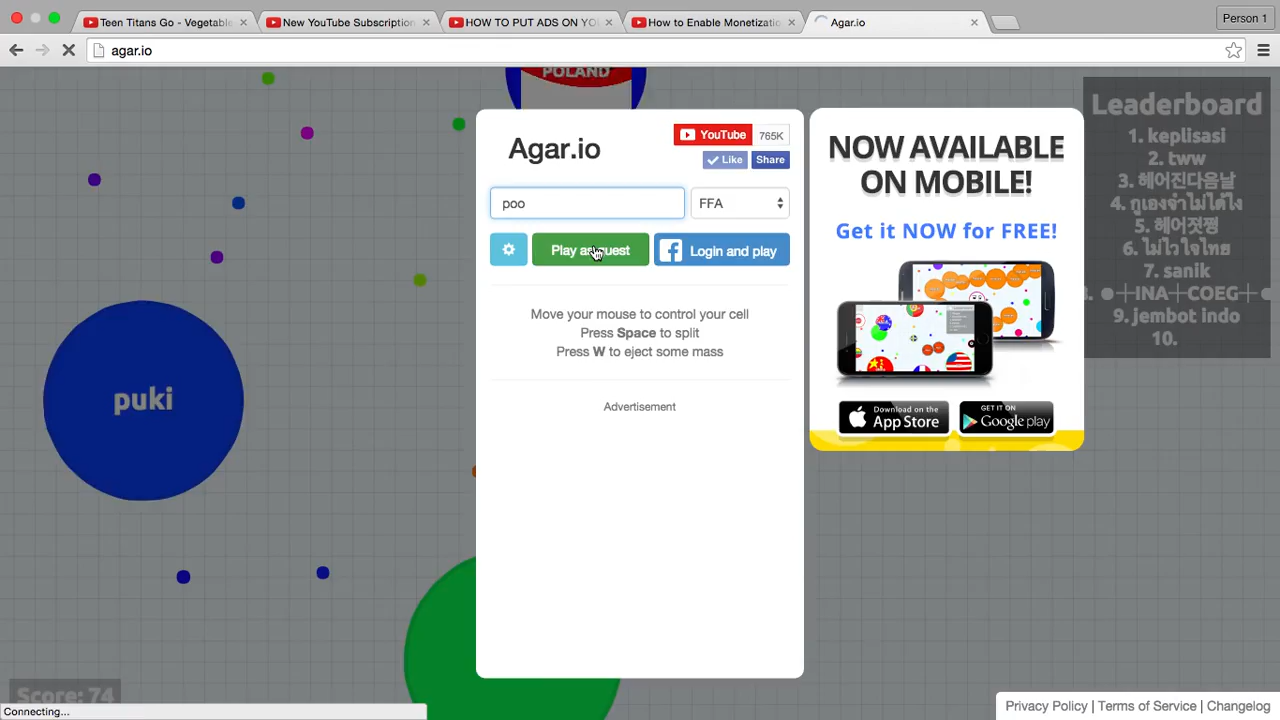 Teen Titans Go - Vegetable
New YouTube Subscription
HOW TO PUT ADS ON YO
How to Enable Monetizatio
Agar.io
Person 1
agar.io
POLAND
Agar.io
YouTube
765K
Like
Share
poo
FFA
Play as guest
Login and play
Move your mouse to control your cell
Press Space to split
Press W to eject some mass
Advertisement
NOW AVAILABLE
ON MOBILE!
Get it NOW for FREE!
Download on the
App Store
GET IT ON
Google play
Leaderboard
1. keplisasi
2. tww
3. 헤어진다음날
4. กูเองจำไม่ได้ไง
5. 헤어젓쪙
6. ไม่ไวใจไทย
7. sanik
. ●┼INA┼COEG┼●
9. jembot indo
10.
puki
Score: 74
Connecting...
Privacy Policy | Terms of Service | Changelog